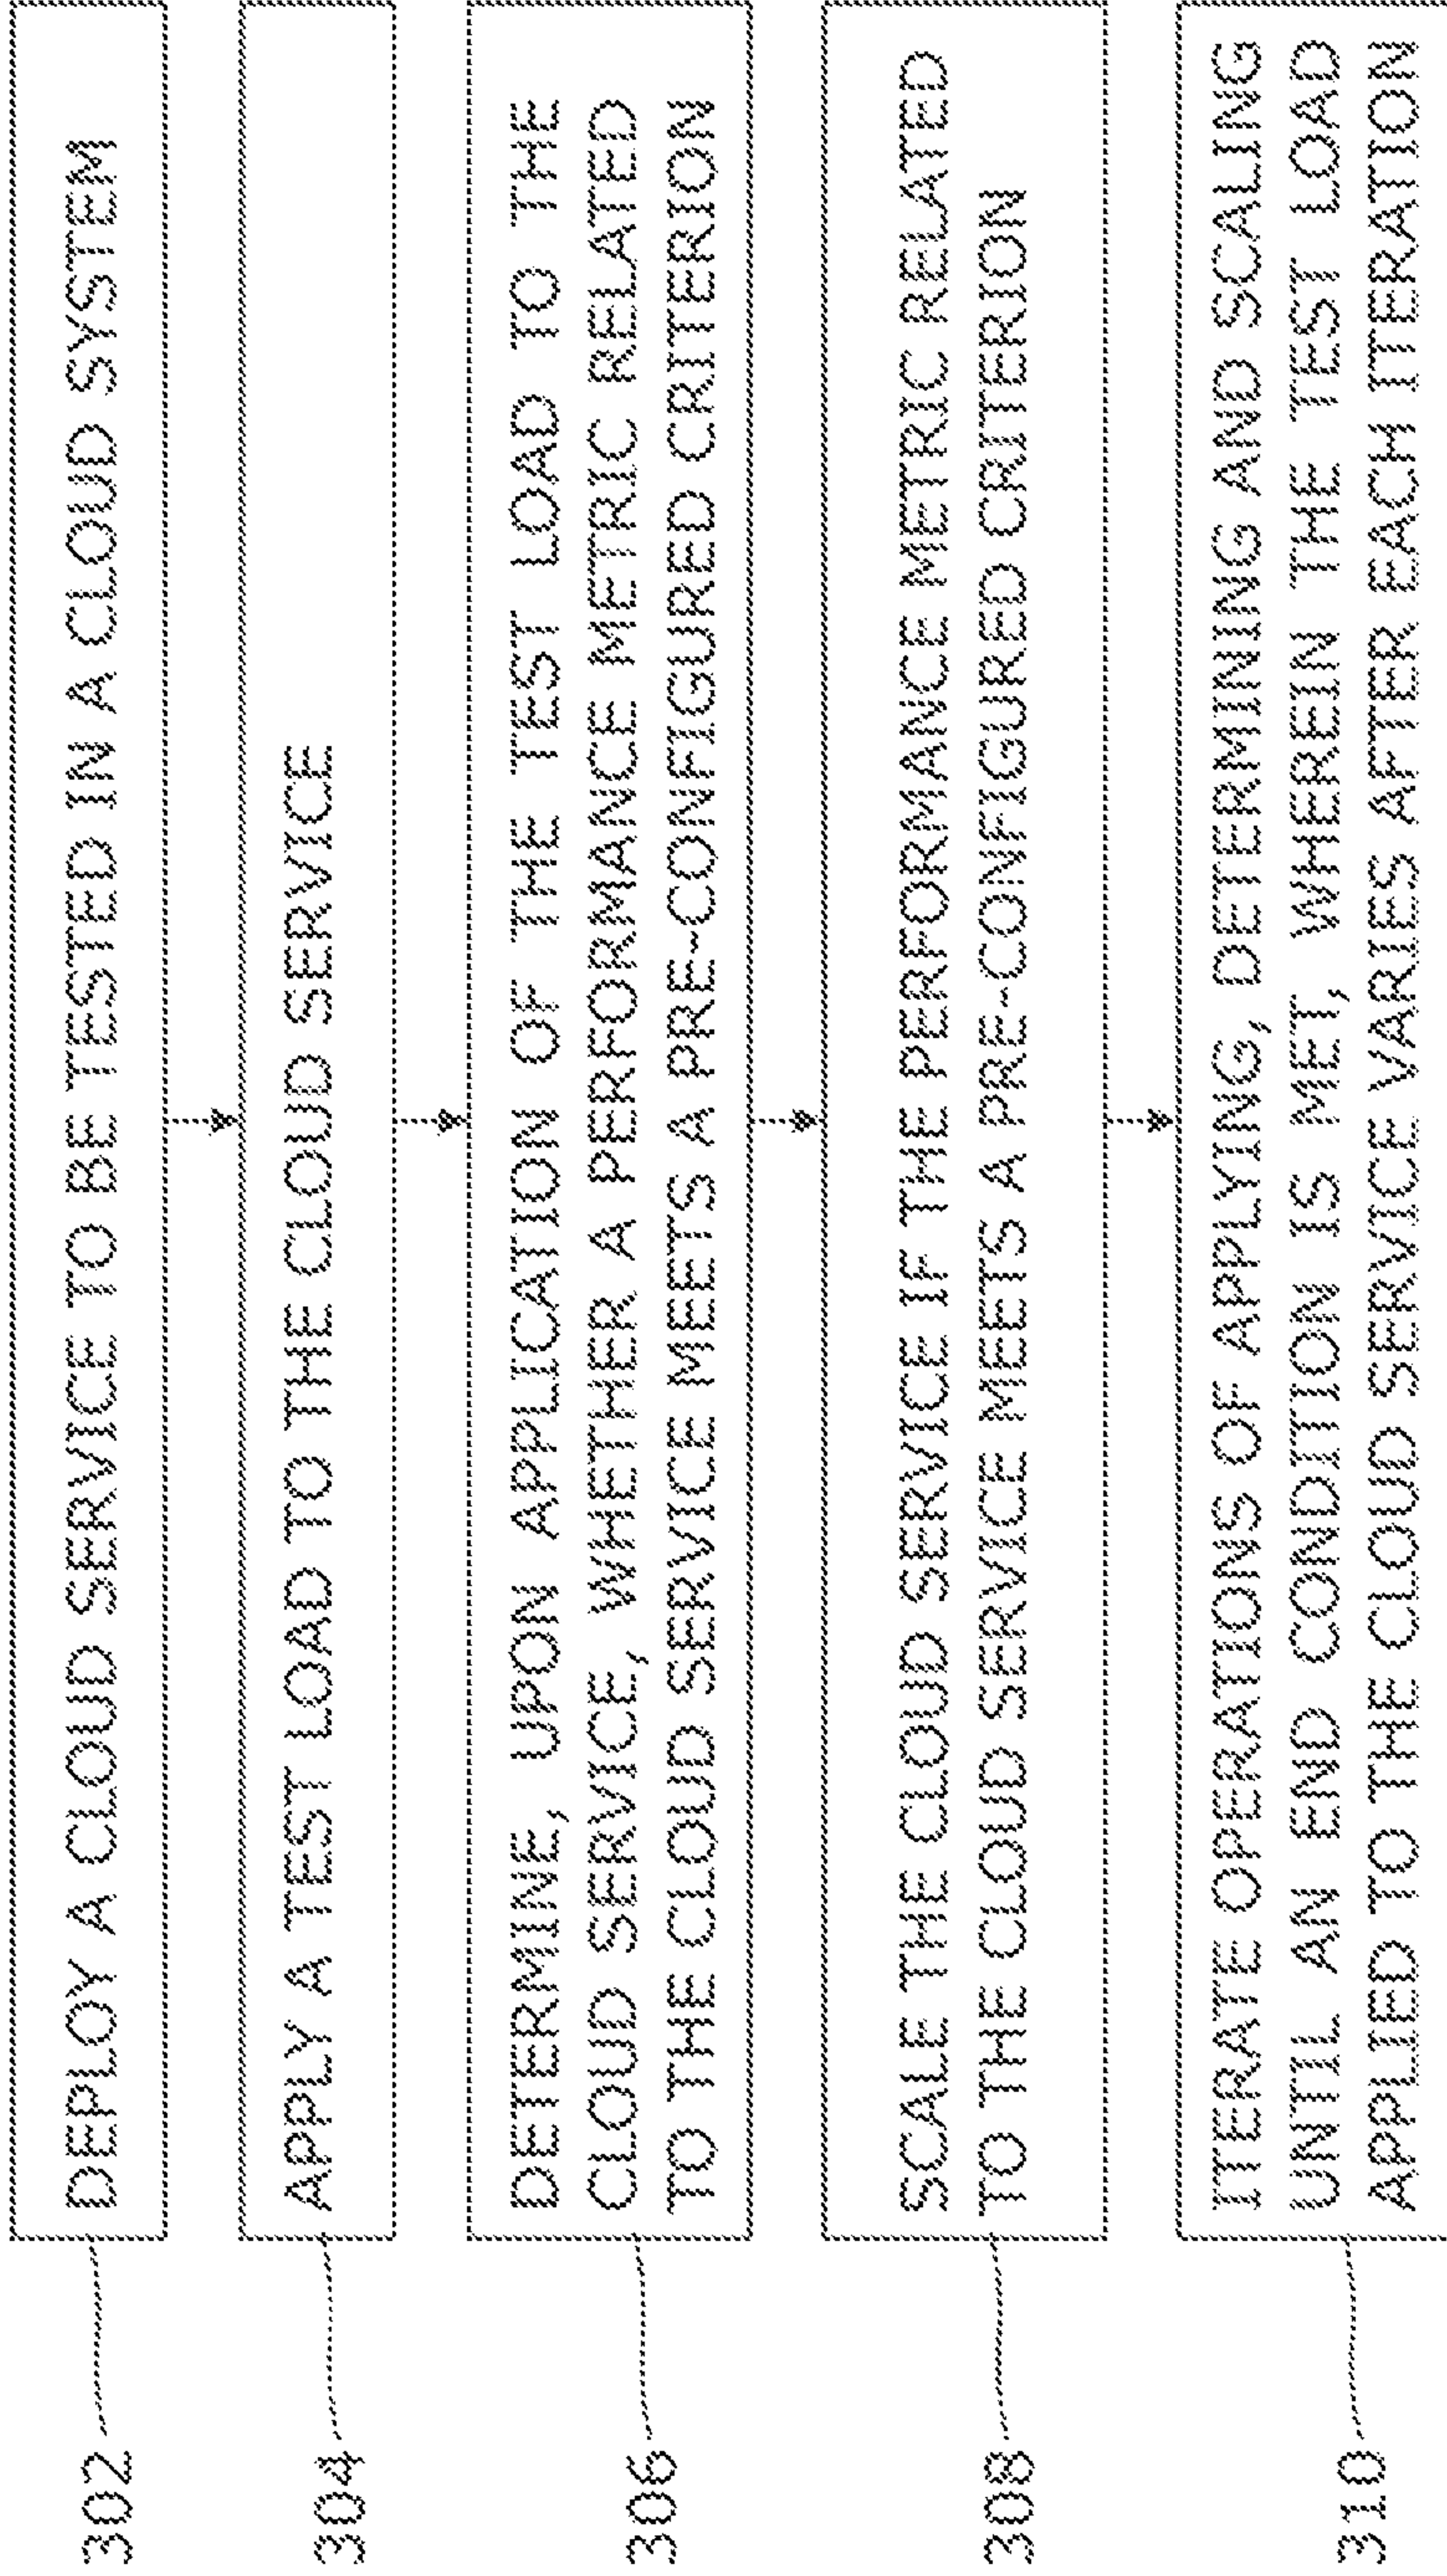 302
DEPLOY A CLOUD SERVICE TO BE TESTED IN A CLOUD SYSTEM
304
APPLY A TEST LOAD TO THE CLOUD SERVICE
306
DETERMINE, UPON APPLICATION OF THE TEST LOAD TO THE
CLOUD SERVICE, WHETHER A PERFORMANCE METRIC RELATED
TO THE CLOUD SERVICE MEETS A PRE-CONFIGURED CRITERION
308
SCALE THE CLOUD SERVICE IF THE PERFORMANCE METRIC RELATED
TO THE CLOUD SERVICE MEETS A PRE-CONFIGURED CRITERION
310
ITERATE OPERATIONS OF APPLYING, DETERMINING AND SCALING
UNTIL AN END CONDITION IS MET, WHEREIN THE TEST LOAD
APPLIED TO THE CLOUD SERVICE VARIES AFTER EACH ITERATION